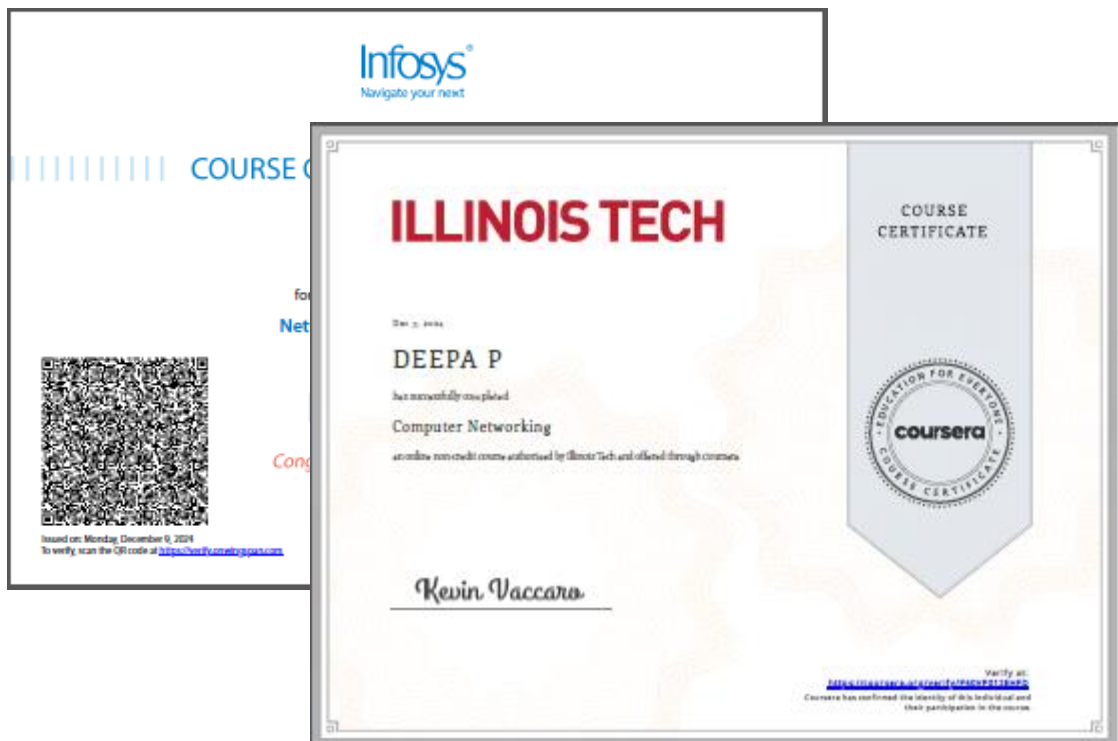 Infosys®
Navigate your next
COURSE
for
Net
Cong
Issued on: Monday, December 9, 2024
To verify, scan the QR code at https://verify.onwingspan.com
ILLINOIS TECH
DEEPA P
has successfully completed
Computer Networking
an online non-credit course authorized by Illinois Tech and offered through Coursera
Kevin Vaccaro
COURSE
CERTIFICATE
EDUCATION FOR EVERYONE
coursera
COURSE CERTIFICATE
Verify at:
Coursera has confirmed the identity of this individual and
their participation in the course.